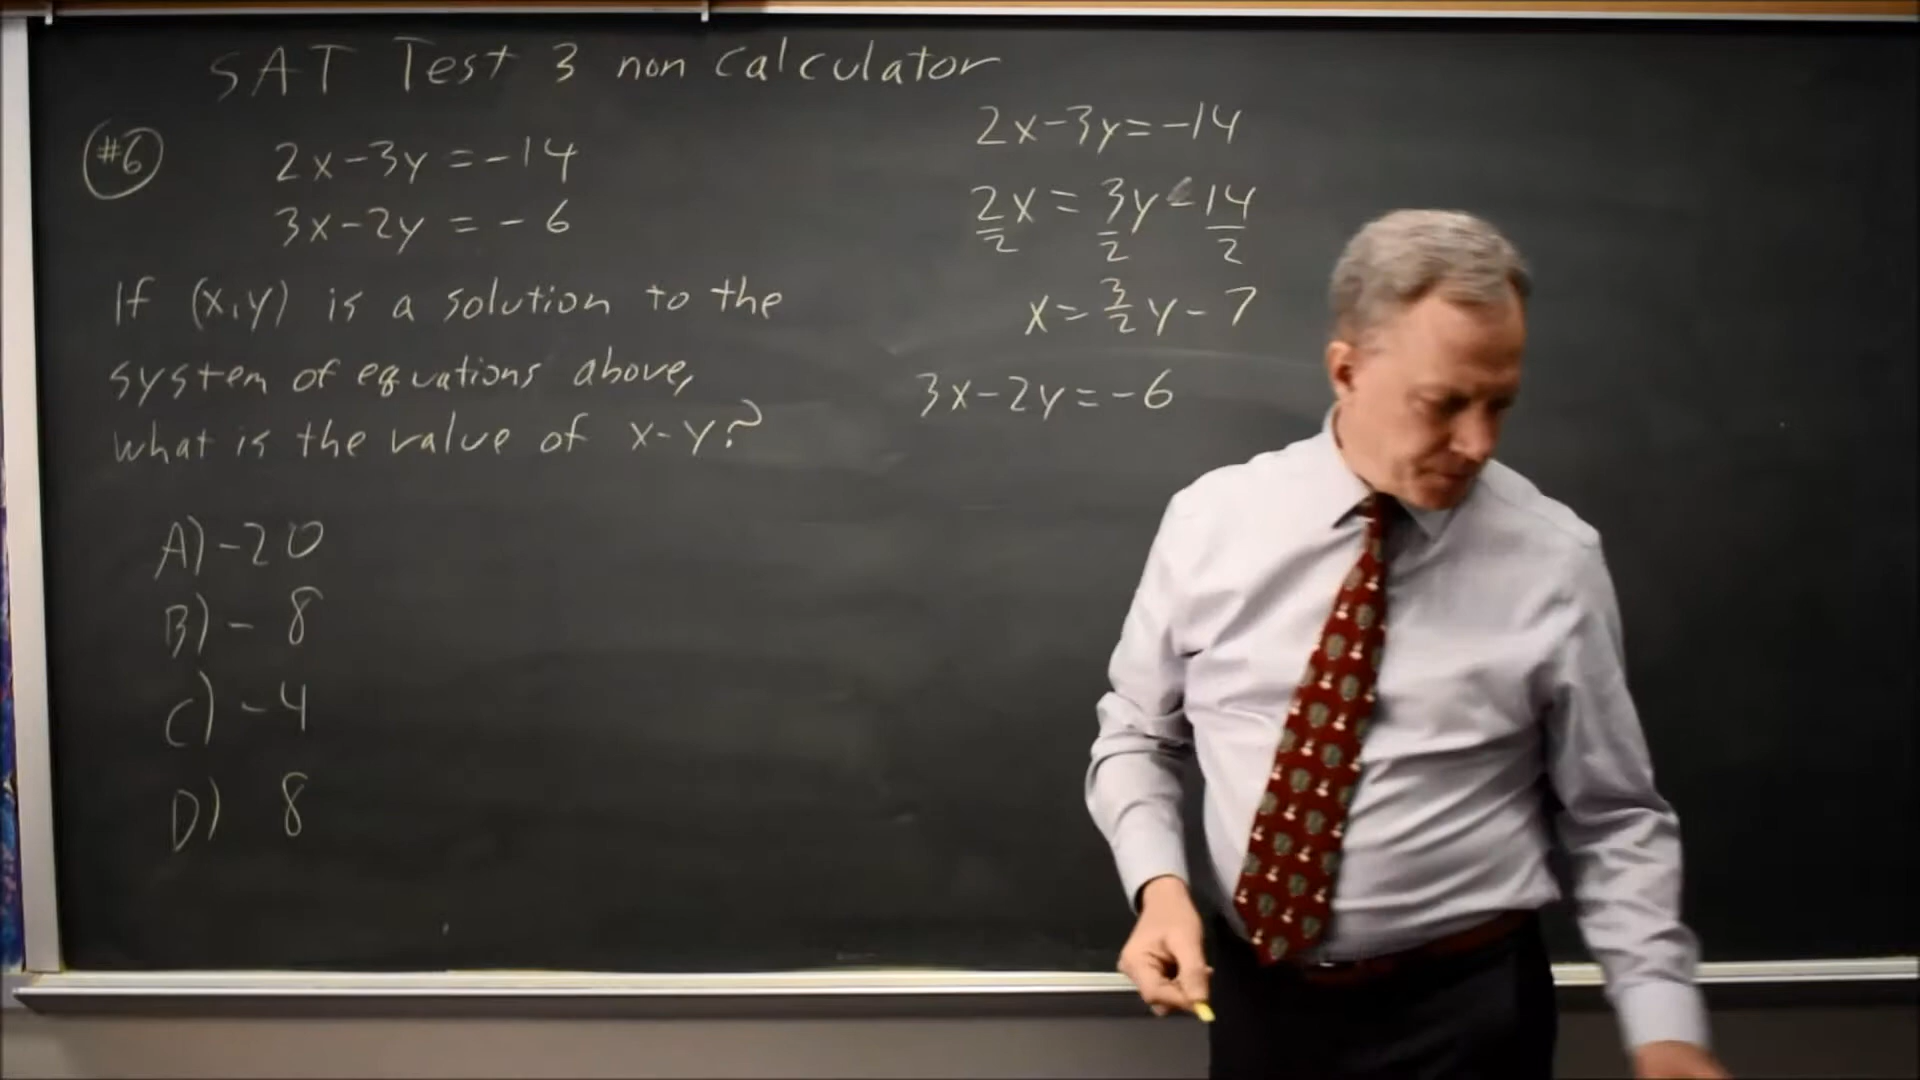 SAT Test 3 non Calculator
#6
2x-3y=-14
3x-2y=-6
If (x,y) is a solution to the
system of equations above,
what is the value of x-y?
A) -20
B) -8
C) -4
D) 8
2x-3y=-14
2x/2 = 3y/2 - 14/2
x = 3/2 y - 7
3x-2y=-6